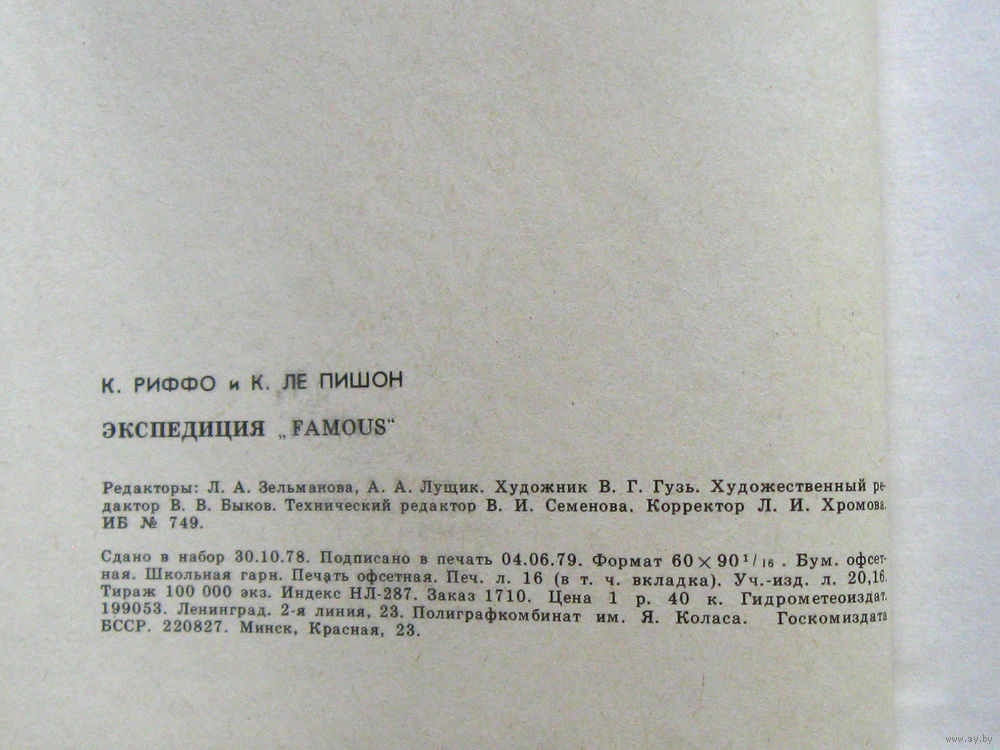 К. РИФФО и К. ЛЕ ПИШОН
ЭКСПЕДИЦИЯ „FAMOUS“
Редакторы: Л. А. Зельманова, А. А. Лущик. Художник В. Г. Гузь. Художественный ре-
дактор В. В. Быков. Технический редактор В. И. Семенова. Корректор Л. И. Хромова.
ИБ № 749.
Сдано в набор 30.10.78. Подписано в печать 04.06.79. Формат 60×90¹/₁₆ . Бум. офсет-
ная. Школьная гарн. Печать офсетная. Печ. л. 16 (в т. ч. вкладка). Уч.-изд. л. 20,16.
Тираж 100 000 экз. Индекс НЛ-287. Заказ 1710. Цена 1 р. 40 к. Гидрометеоиздат.
199053. Ленинград. 2-я линия, 23. Полиграфкомбинат им. Я. Коласа. Госкомиздата
БССР. 220827. Минск, Красная, 23.
www.ay.by